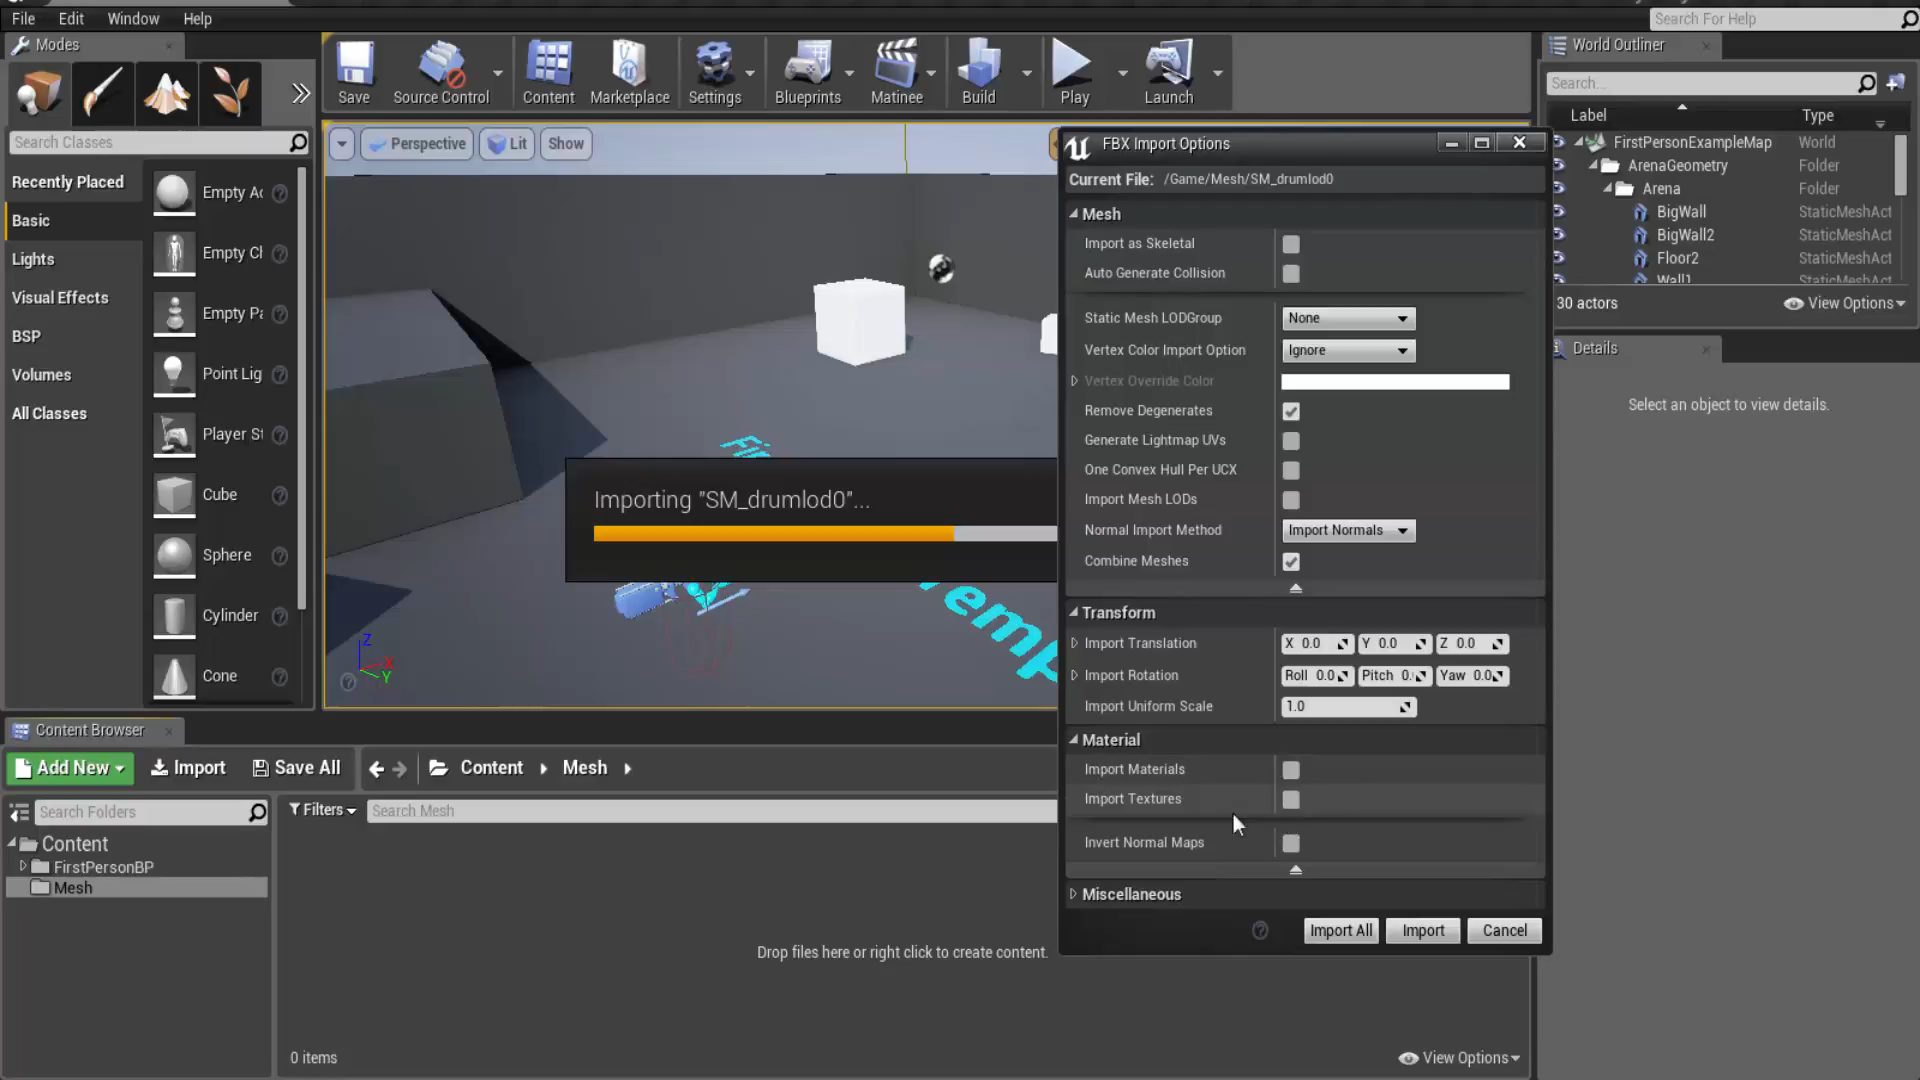 File Edit Window Help
Search For Help
Modes
World Outliner
Save Source Control Content Marketplace Settings Blueprints Matinee Build Play Launch
Search...
Label Type
Search Classes
Perspective Lit Show
FBX Import Options
FirstPersonExampleMap World
ArenaGeometry Folder
Arena Folder
BigWall StaticMeshAct
BigWall2 StaticMeshAct
Floor2 StaticMeshAct
Wall1 StaticMeshAct
30 actors View Options
Details
Select an object to view details.
Recently Placed
Basic
Lights
Visual Effects
BSP
Volumes
All Classes
Empty Ac
Empty Ch
Empty Pa
Point Lig
Player St
Cube
Sphere
Cylinder
Cone
Current File: /Game/Mesh/SM_drumlod0
Mesh
Import as Skeletal
Auto Generate Collision
Static Mesh LODGroup None
Vertex Color Import Option Ignore
Vertex Override Color
Remove Degenerates
Generate Lightmap UVs
One Convex Hull Per UCX
Import Mesh LODs
Normal Import Method Import Normals
Combine Meshes
Transform
Import Translation X 0.0 Y 0.0 Z 0.0
Import Rotation Roll 0.0 Pitch 0. Yaw 0.0
Import Uniform Scale 1.0
Material
Import Materials
Import Textures
Invert Normal Maps
Miscellaneous
Import All Import Cancel
Importing "SM_drumlod0"...
Z
X
Y
Temp
Content Browser
Add New Import Save All Content Mesh
Search Folders
Filters Search Mesh
Content
FirstPersonBP
Mesh
Drop files here or right click to create content.
0 items View Options